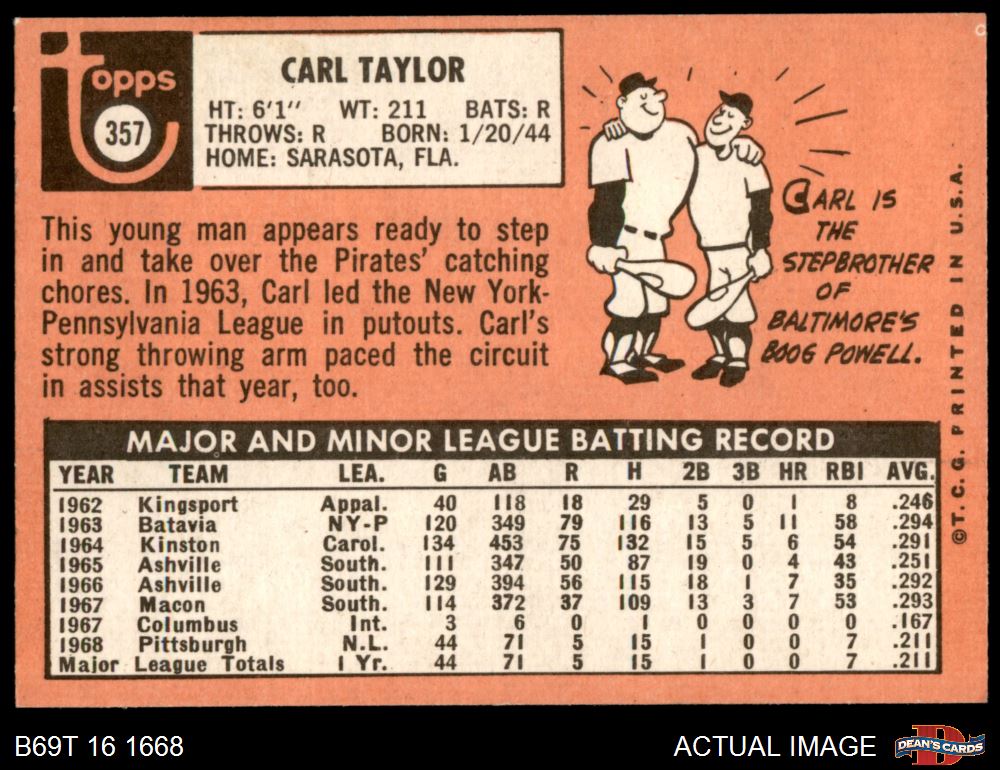 Topps
357
CARL TAYLOR
HT: 6'1" WT: 211 BATS: R
THROWS: R BORN: 1/20/44
HOME: SARASOTA, FLA.
This young man appears ready to step
in and take over the Pirates' catching
chores. In 1963, Carl led the New York-
Pennsylvania League in putouts. Carl's
strong throwing arm paced the circuit
in assists that year, too.
CARL IS
THE
STEPBROTHER
OF
BALTIMORE'S
BOOG POWELL.
©T. C. G. PRINTED IN U.S.A.
MAJOR AND MINOR LEAGUE BATTING RECORD
YEAR TEAM LEA. G AB R H 2B 3B HR RBI AVG.
1962 Kingsport Appal. 40 118 18 29 5 0 1 8 .246
1963 Batavia NY-P 120 349 79 116 13 5 11 58 .294
1964 Kinston Carol. 134 453 75 132 15 5 6 54 .291
1965 Ashville South. 111 347 50 87 19 0 4 43 .251
1966 Ashville South. 129 394 56 115 18 1 7 35 .292
1967 Macon South. 114 372 37 109 13 3 7 53 .293
1967 Columbus Int. 3 6 0 1 0 0 0 0 .167
1968 Pittsburgh N.L. 44 71 5 15 1 0 0 7 .211
Major League Totals 1 Yr. 44 71 5 15 1 0 0 7 .211
B69T 16 1668
ACTUAL IMAGE
DEAN'S CARDS